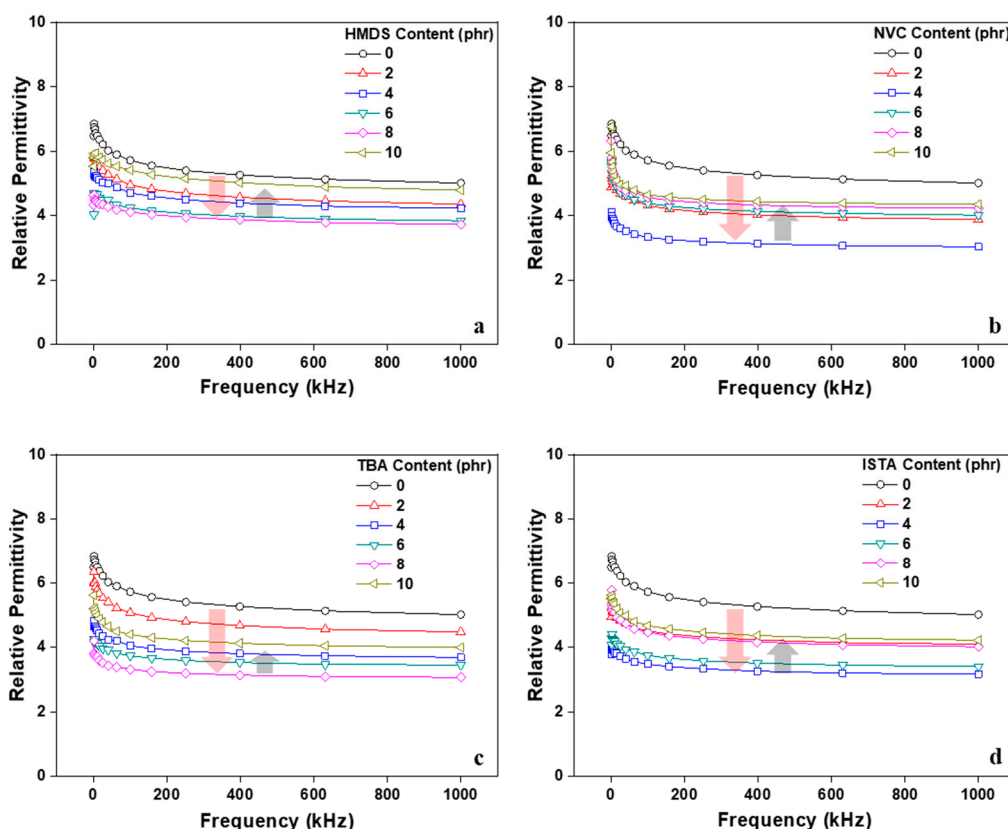 10
8
6
4
2
0
Relative Permittivity
HMDS Content (phr)
0
2
4
6
8
10
a
0 200 400 600 800 1000
Frequency (kHz)
10
8
6
4
2
0
Relative Permittivity
NVC Content (phr)
0
2
4
6
8
10
b
0 200 400 600 800 1000
Frequency (kHz)
10
8
6
4
2
0
Relative Permittivity
TBA Content (phr)
0
2
4
6
8
10
c
0 200 400 600 800 1000
Frequency (kHz)
10
8
6
4
2
0
Relative Permittivity
ISTA Content (phr)
0
2
4
6
8
10
d
0 200 400 600 800 1000
Frequency (kHz)